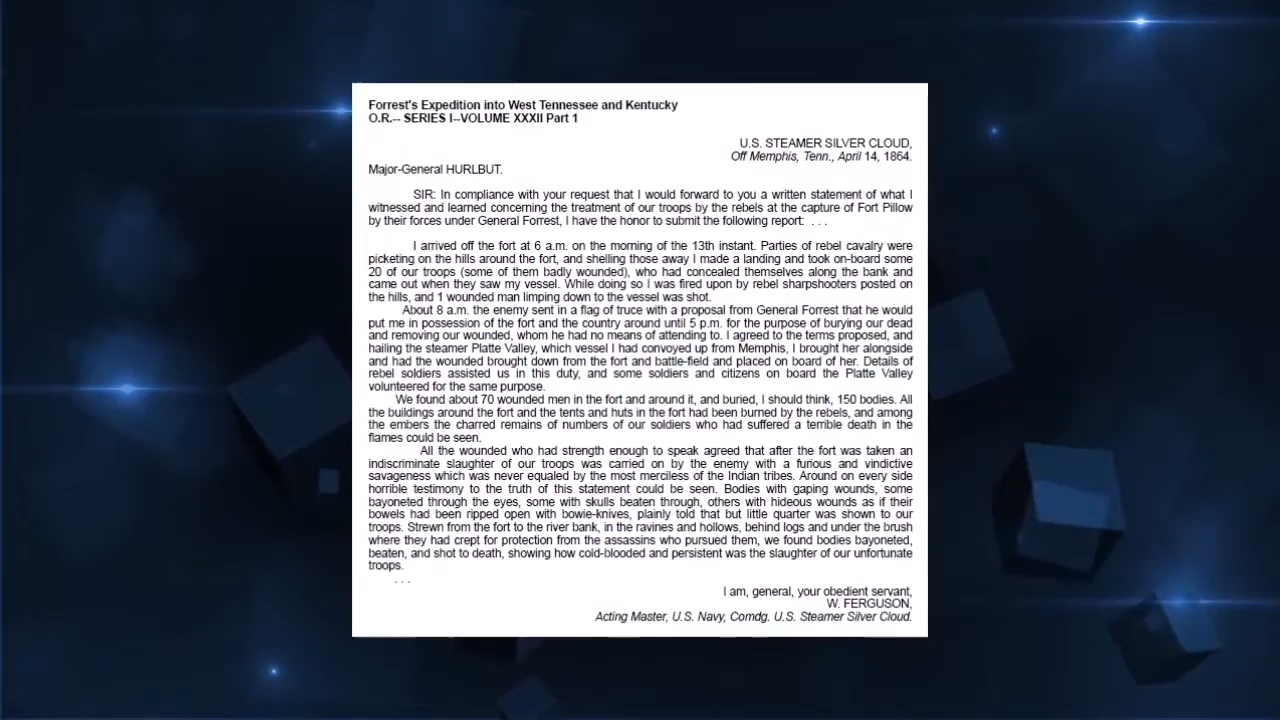 Forrest's Expedition into West Tennessee and Kentucky
O.R.-- SERIES I--VOLUME XXXII Part 1
U.S. STEAMER SILVER CLOUD,
Off Memphis, Tenn., April 14, 1864.
Major-General HURLBUT.
SIR: In compliance with your request that I would forward to you a written statement of what I
witnessed and learned concerning the treatment of our troops by the rebels at the capture of Fort Pillow
by their forces under General Forrest, I have the honor to submit the following report: . . .
I arrived off the fort at 6 a.m. on the morning of the 13th instant. Parties of rebel cavalry were
picketing on the hills around the fort, and shelling those away I made a landing and took on-board some
20 of our troops (some of them badly wounded), who had concealed themselves along the bank and
came out when they saw my vessel. While doing so I was fired upon by rebel sharpshooters posted on
the hills, and 1 wounded man limping down to the vessel was shot.
About 8 a.m. the enemy sent in a flag of truce with a proposal from General Forrest that he would
put me in possession of the fort and the country around until 5 p.m. for the purpose of burying our dead
and removing our wounded, whom he had no means of attending to. I agreed to the terms proposed, and
hailing the steamer Platte Valley, which vessel I had convoyed up from Memphis, I brought her alongside
and had the wounded brought down from the fort and battle-field and placed on board of her. Details of
rebel soldiers assisted us in this duty, and some soldiers and citizens on board the Platte Valley
volunteered for the same purpose.
We found about 70 wounded men in the fort and around it, and buried, I should think, 150 bodies. All
the buildings around the fort and the tents and huts in the fort had been burned by the rebels, and among
the embers the charred remains of numbers of our soldiers who had suffered a terrible death in the
flames could be seen.
All the wounded who had strength enough to speak agreed that after the fort was taken an
indiscriminate slaughter of our troops was carried on by the enemy with a furious and vindictive
savageness which was never equaled by the most merciless of the Indian tribes. Around on every side
horrible testimony to the truth of this statement could be seen. Bodies with gaping wounds, some
bayoneted through the eyes, some with skulls beaten through, others with hideous wounds as if their
bowels had been ripped open with bowie-knives, plainly told that but little quarter was shown to our
troops. Strewn from the fort to the river bank, in the ravines and hollows, behind logs and under the brush
where they had crept for protection from the assassins who pursued them, we found bodies bayoneted,
beaten, and shot to death, showing how cold-blooded and persistent was the slaughter of our unfortunate
troops.
. . .
I am, general, your obedient servant,
W. FERGUSON,
Acting Master, U.S. Navy, Comdg. U.S. Steamer Silver Cloud.